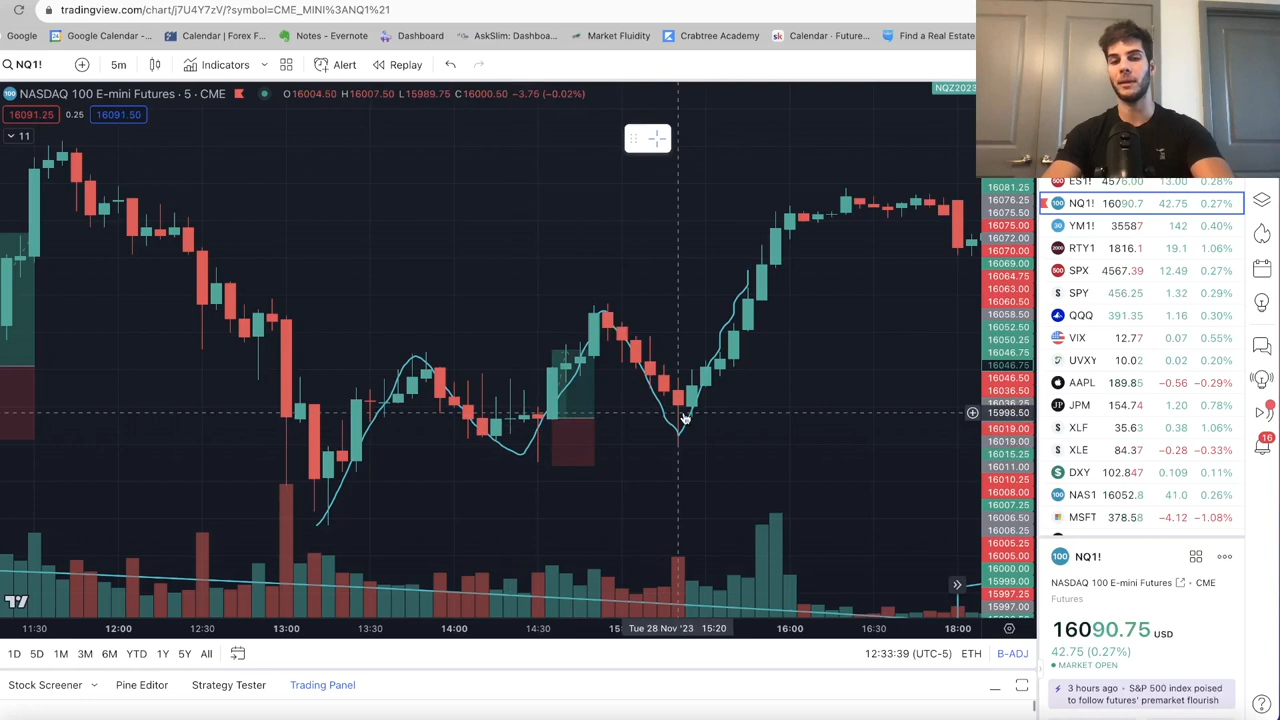 tradingview.com/chart/j7U4Y7zV/?symbol=CME_MINI%3ANQ1%21
Google Google Calendar -... Calendar | Forex F... Notes - Evernote Dashboard AskSlim: Dashboa... Market Fluidity Crabtree Academy Calendar · Future... Find a Real Estate
NQ1! 5m Indicators Alert Replay
NASDAQ 100 E-mini Futures · 5 · CME O16004.50 H16007.50 L15989.75 C16000.50 −3.75 (−0.02%) NQZ2023
16091.25 0.25 16091.50
11
16081.25
16076.25
16075.50
16075.00
16072.00
16070.00
16069.00
16064.75
16063.00
16060.50
16058.50
16052.50
16050.25
16046.75
16046.75
16046.50
16036.50
16036.25
15998.50
16019.00
16019.00
16015.25
16011.00
16010.25
16008.00
16007.25
16006.50
16006.25
16005.25
16005.00
16000.00
15999.00
15997.25
15997.00
11:30 12:00 12:30 13:00 13:30 14:00 14:30 15: Tue 28 Nov '23 15:20 16:00 16:30 18:00
1D 5D 1M 3M 6M YTD 1Y 5Y All 12:33:39 (UTC-5) ETH B-ADJ
Stock Screener Pine Editor Strategy Tester Trading Panel
ES1! 4576.00 13.00 0.28%
NQ1! 16090.7 42.75 0.27%
YM1! 35587 142 0.40%
RTY1 1816.1 19.1 1.06%
SPX 4567.39 12.49 0.27%
SPY 456.25 1.32 0.29%
QQQ 391.35 1.16 0.30%
VIX 12.77 0.07 0.55%
UVXY 10.02 0.02 0.20%
AAPL 189.85 −0.56 −0.29%
JPM 154.74 1.20 0.78%
XLF 35.63 0.38 1.06%
XLE 84.37 −0.28 −0.33%
DXY 102.847 0.109 0.11%
NAS1 16052.8 41.0 0.26%
MSFT 378.58 −4.12 −1.08%
16
NQ1!
NASDAQ 100 E-mini Futures · CME
Futures
16090.75 USD
42.75 (0.27%)
MARKET OPEN
3 hours ago · S&P 500 index poised
to follow futures' premarket flourish